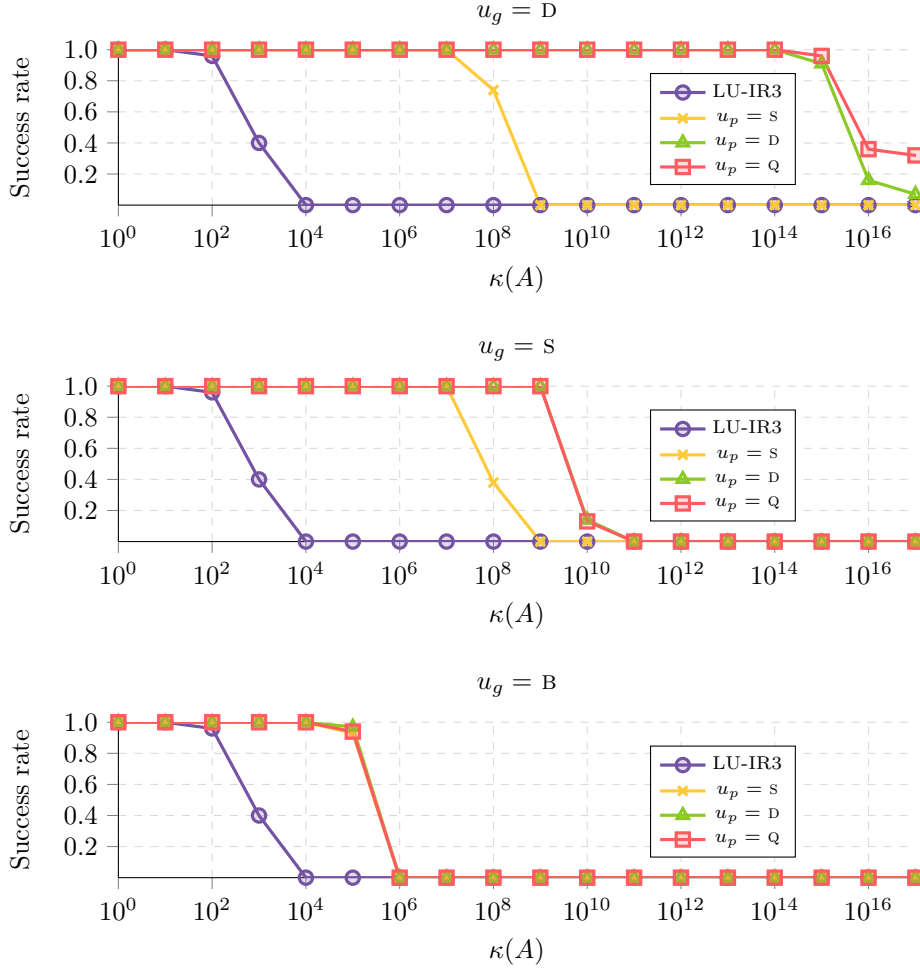 u_g = D
Success rate
1.0
0.8
0.6
0.4
0.2
LU-IR3
u_p = S
u_p = D
u_p = Q
10^0 10^2 10^4 10^6 10^8 10^10 10^12 10^14 10^16
κ(A)
u_g = S
Success rate
1.0
0.8
0.6
0.4
0.2
LU-IR3
u_p = S
u_p = D
u_p = Q
10^0 10^2 10^4 10^6 10^8 10^10 10^12 10^14 10^16
κ(A)
u_g = B
Success rate
1.0
0.8
0.6
0.4
0.2
LU-IR3
u_p = S
u_p = D
u_p = Q
10^0 10^2 10^4 10^6 10^8 10^10 10^12 10^14 10^16
κ(A)